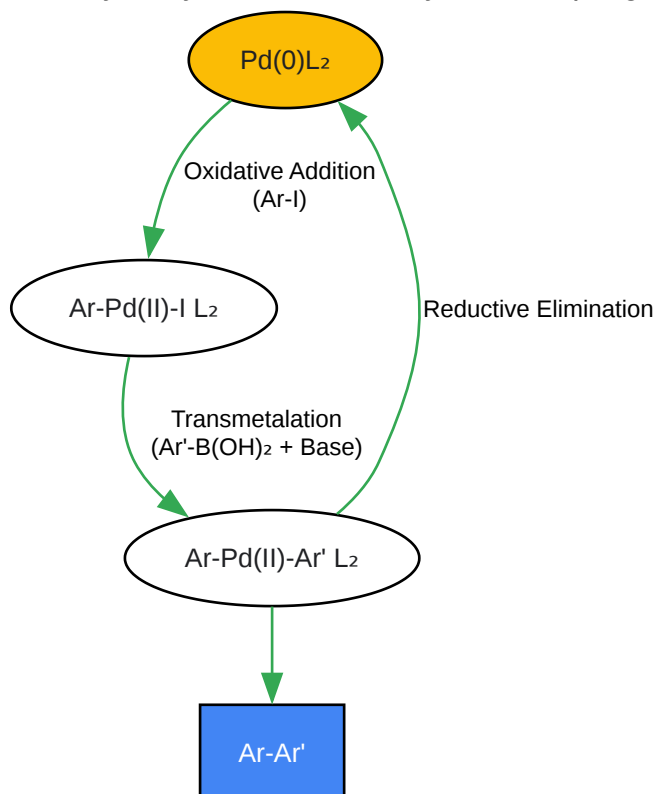 Pd(0)L₂
Oxidative Addition
(Ar-I)
Ar-Pd(II)-I L₂
Reductive Elimination
Transmetalation
(Ar'-B(OH)₂ + Base)
Ar-Pd(II)-Ar' L₂
Ar-Ar'